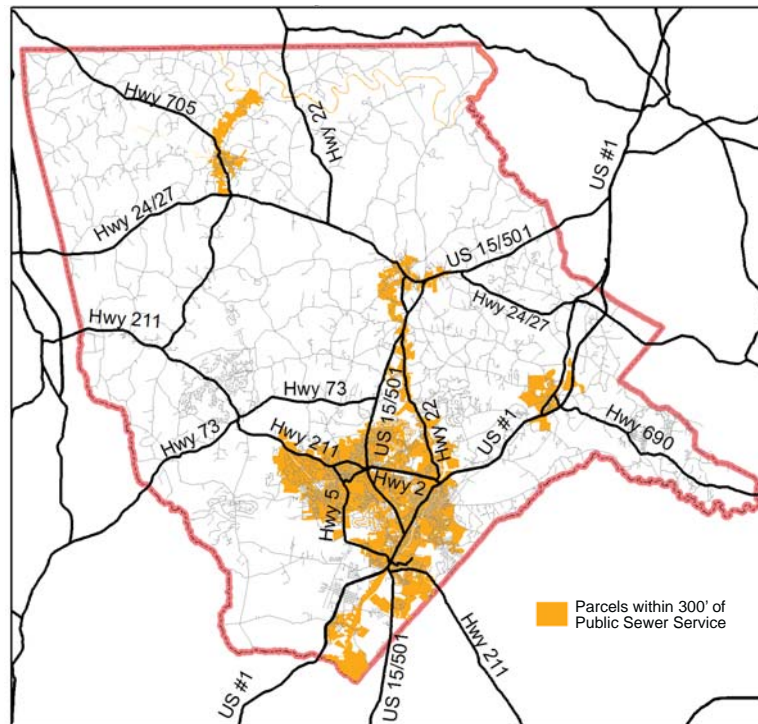 Hwy 705
Hwy 22
US #1
Hwy 24/27
US 15/501
Hwy 24/27
Hwy 211
Hwy 73
US 15/501
Hwy 22
US #1
Hwy 690
Hwy 73
Hwy 211
Hwy 2
Hwy 5
Parcels within 300' of
Public Sewer Service
Hwy 211
US #1
US 15/501